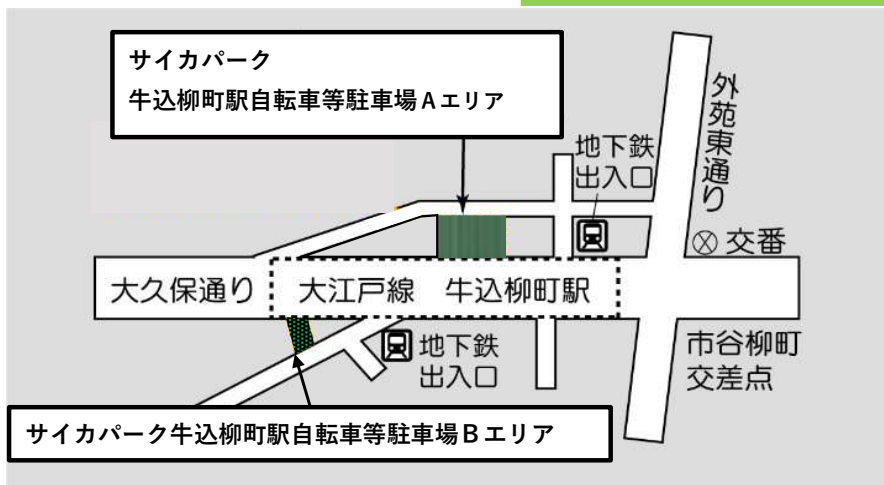 サイカパーク
牛込柳町駅自転車等駐車場Aエリア
外苑東通り
地下鉄
出入口
交番
大久保通り
大江戸線 牛込柳町駅
地下鉄
出入口
市谷柳町
交差点
サイカパーク牛込柳町駅自転車等駐車場Bエリア